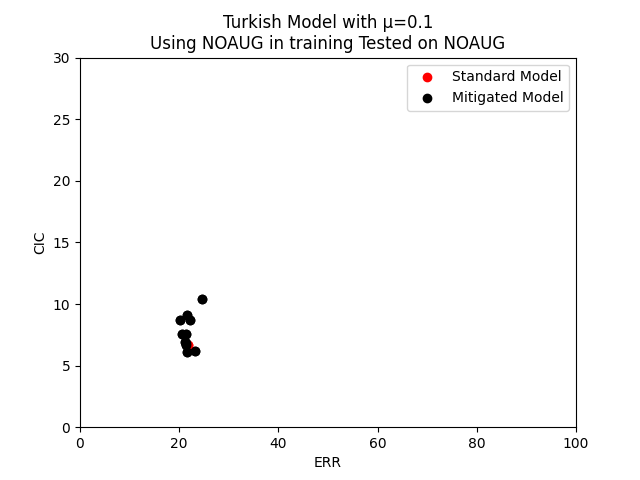 Turkish Model with μ=0.1
Using NOAUG in training Tested on NOAUG
Standard Model
Mitigated Model
30
25
20
15
10
5
0
CIC
0 20 40 60 80 100
ERR